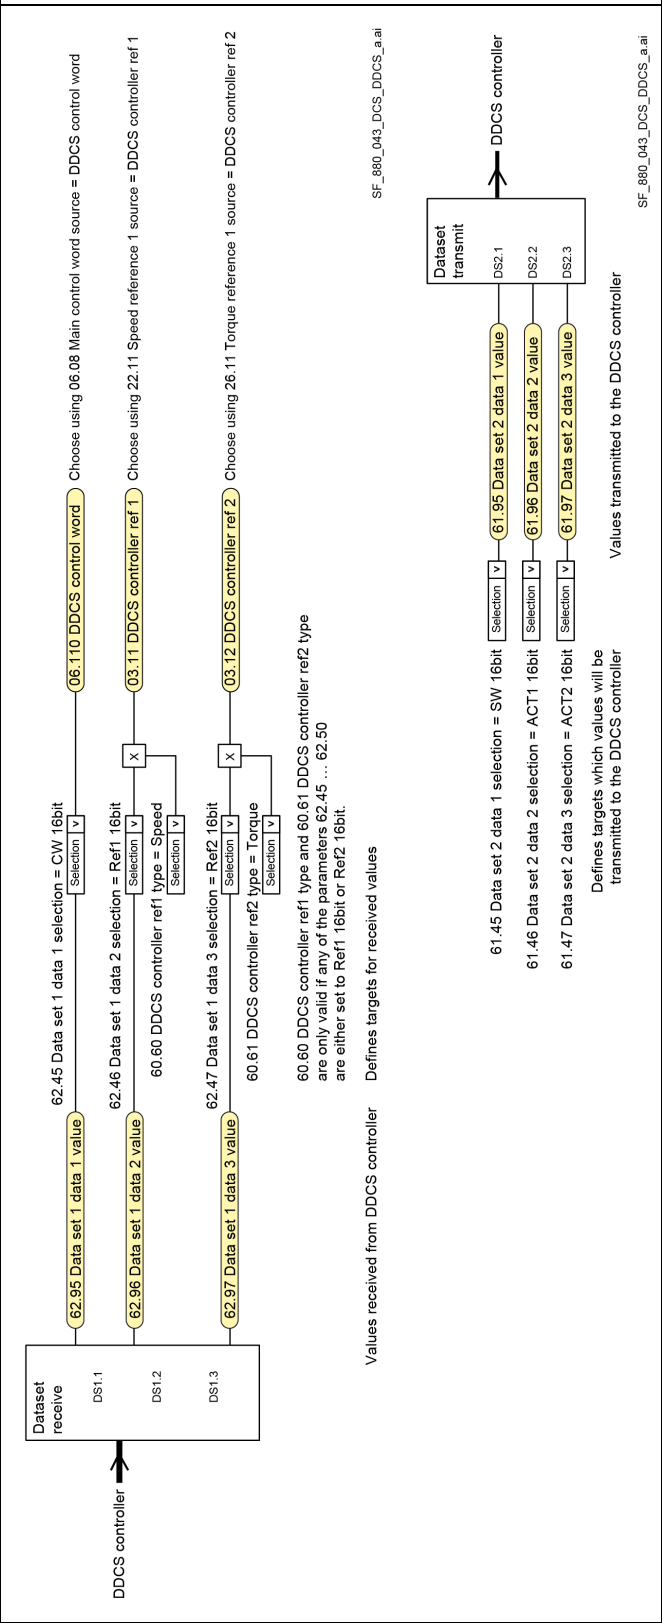 DDCS controller
Dataset
receive
DS1.1
DS1.2
DS1.3
62.95 Data set 1 data 1 value
62.45 Data set 1 data 1 selection = CW 16bit
Selection v
06.110 DDCS control word
Choose using 06.08 Main control word source = DDCS control word
62.96 Data set 1 data 2 value
62.46 Data set 1 data 2 selection = Ref1 16bit
Selection v
X
03.11 DDCS controller ref 1
Choose using 22.11 Speed reference 1 source = DDCS controller ref 1
60.60 DDCS controller ref1 type = Speed
Selection v
62.97 Data set 1 data 3 value
62.47 Data set 1 data 3 selection = Ref2 16bit
Selection v
X
03.12 DDCS controller ref 2
Choose using 26.11 Torque reference 1 source = DDCS controller ref 2
60.61 DDCS controller ref2 type = Torque
Selection v
60.60 DDCS controller ref1 type and 60.61 DDCS controller ref2 type
are only valid if any of the parameters 62.45 … 62.50
are either set to Ref1 16bit or Ref2 16bit.
Values received from DDCS controller
Defines targets for received values
SF_880_043_DCS_DDCS_a.ai
61.45 Data set 2 data 1 selection = SW 16bit
Selection v
61.95 Data set 2 data 1 value
61.46 Data set 2 data 2 selection = ACT1 16bit
Selection v
61.96 Data set 2 data 2 value
61.47 Data set 2 data 3 selection = ACT2 16bit
Selection v
61.97 Data set 2 data 3 value
Dataset
transmit
DS2.1
DS2.2
DS2.3
DDCS controller
Defines targets which values will be
transmitted to the DDCS controller
Values transmitted to the DDCS controller
SF_880_043_DCS_DDCS_a.ai